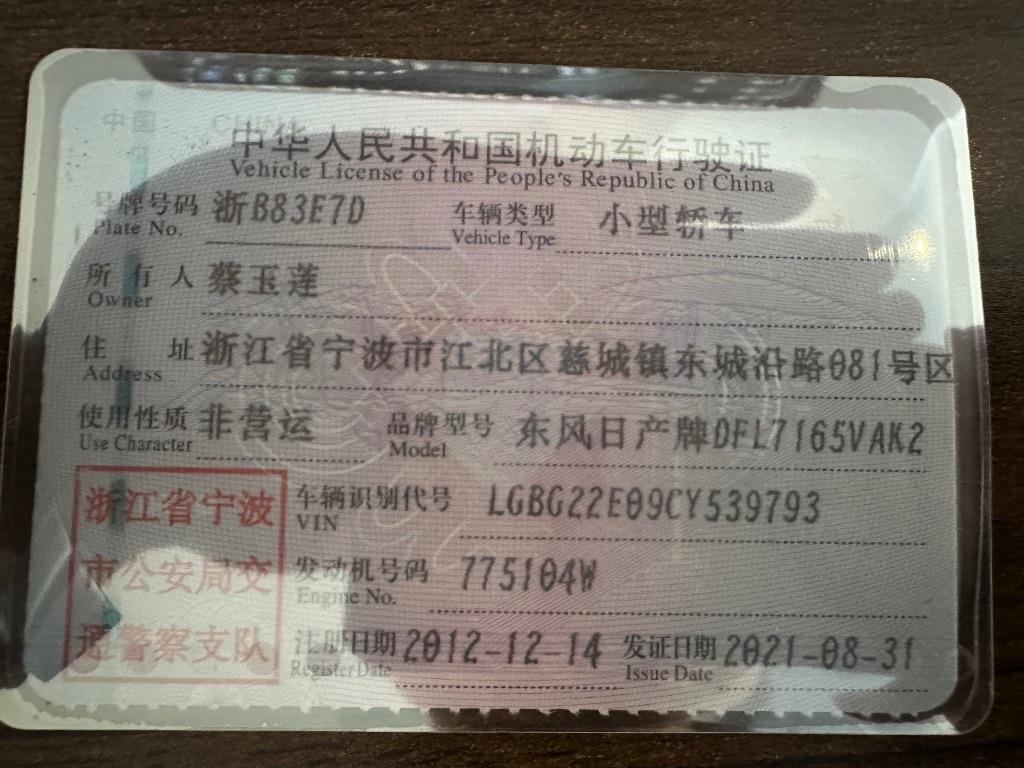 中国 CHINA
中华人民共和国机动车行驶证
Vehicle License of the People's Republic of China
号牌号码 浙B83E7D 车辆类型 小型轿车
Plate No. Vehicle Type
所有人 蔡玉莲
Owner
住址 浙江省宁波市江北区慈城镇东城沿路081号区
Address
使用性质 非营运 品牌型号 东风日产牌DFL7165VAK2
Use Character Model
浙江省宁波
市公安局交
通警察支队
车辆识别代号 LGBG22E09CY539793
VIN
发动机号码 775104W
Engine No.
注册日期 2012-12-14 发证日期 2021-08-31
Register Date Issue Date